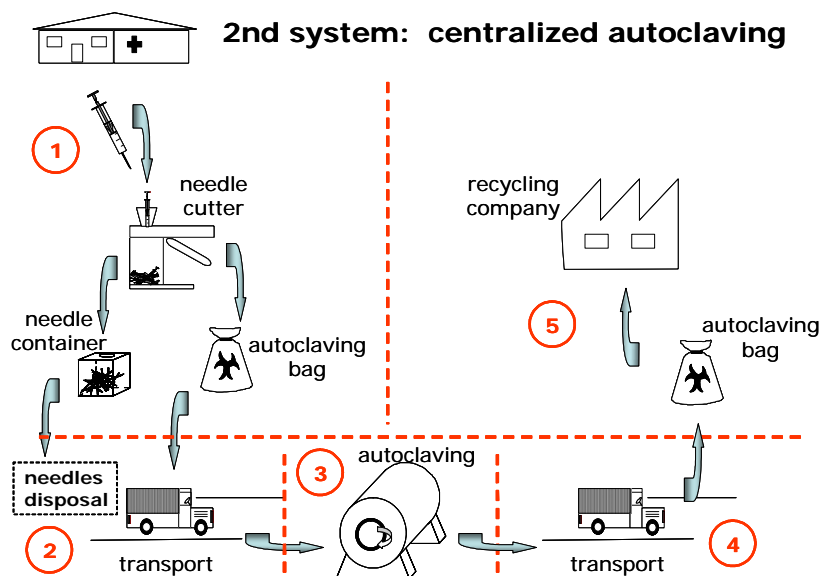 2nd system: centralized autoclaving
1
needle
cutter
needle
container
autoclaving
bag
needles
disposal
2
transport
3
autoclaving
transport
4
recycling
company
5
autoclaving
bag